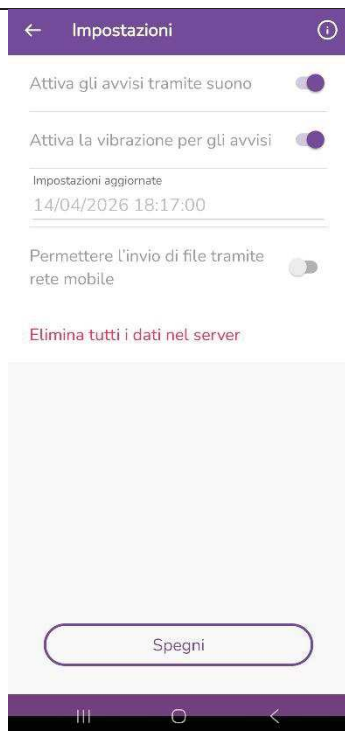 Impostazioni
Attiva gli avvisi tramite suono
Attiva la vibrazione per gli avvisi
Impostazioni aggiornate
14/04/2026 18:17:00
Permettere l'invio di file tramite
rete mobile
Elimina tutti i dati nel server
Spegni